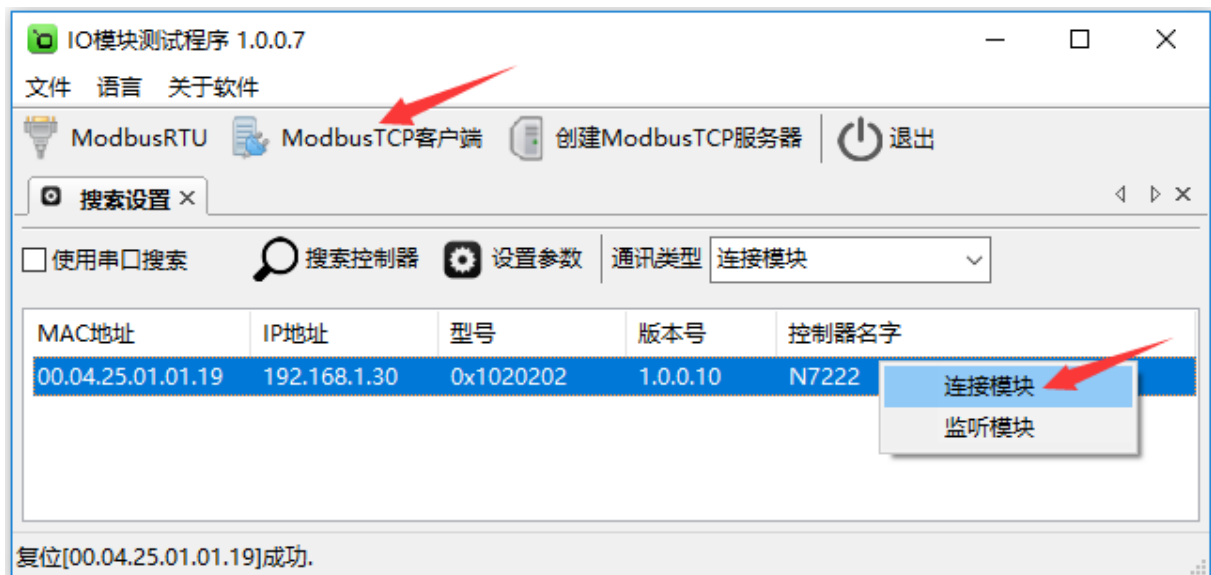 IO模块测试程序 1.0.0.7
文件 语言 关于软件
ModbusRTU ModbusTCP客户端 创建ModbusTCP服务器 退出
搜索设置
使用串口搜索 搜索控制器 设置参数 通讯类型 连接模块
MAC地址 IP地址 型号 版本号 控制器名字
00.04.25.01.01.19 192.168.1.30 0x1020202 1.0.0.10 N7222
连接模块
监听模块
复位[00.04.25.01.01.19]成功.